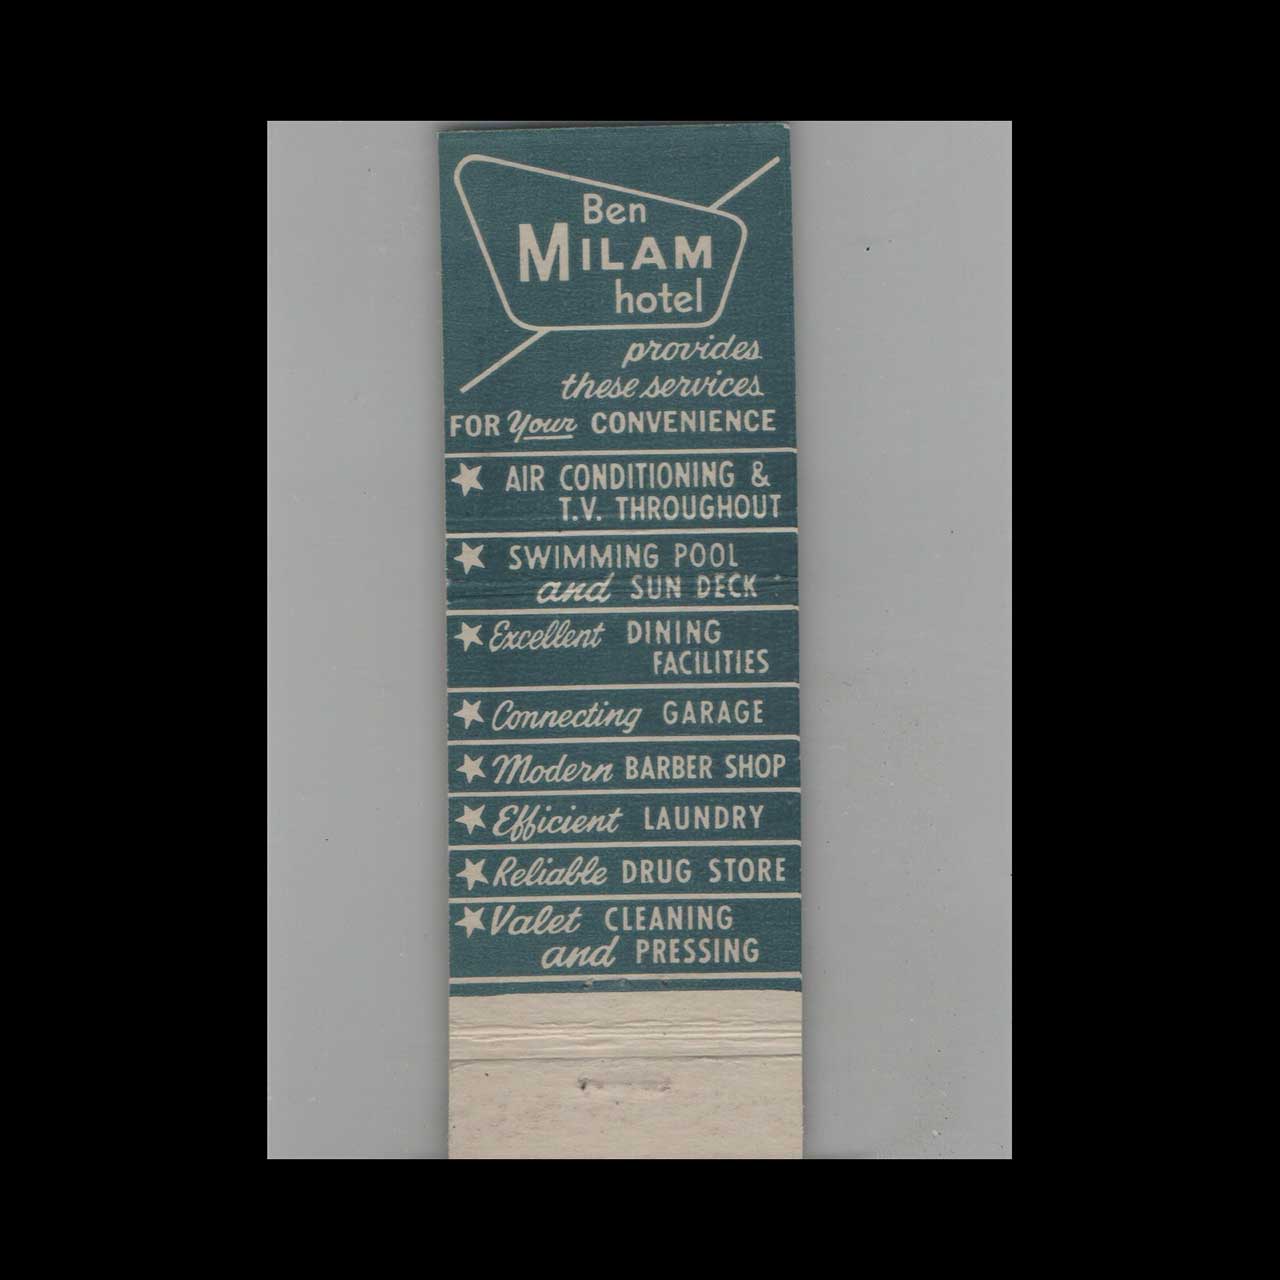 Ben
MILAM
hotel
provides
these services
FOR Your CONVENIENCE
AIR CONDITIONING &
T.V. THROUGHOUT
SWIMMING POOL
and SUN DECK
Excellent DINING
FACILITIES
Connecting GARAGE
Modern BARBER SHOP
Efficient LAUNDRY
Reliable DRUG STORE
Valet CLEANING
and PRESSING